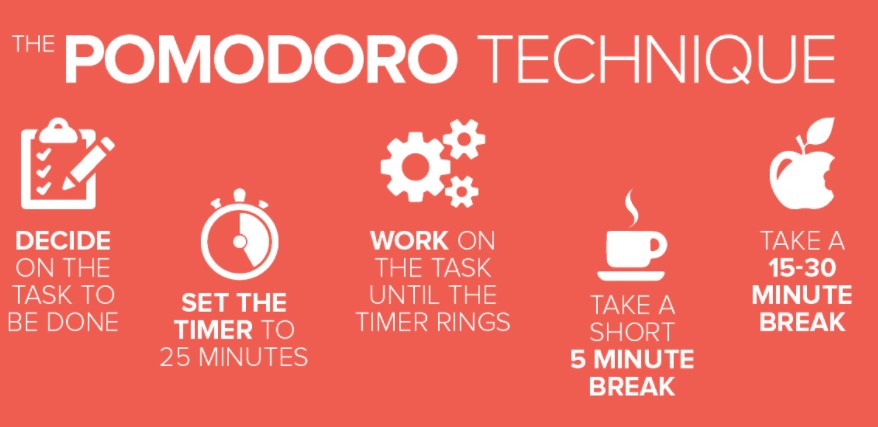 THE POMODORO TECHNIQUE
DECIDE
ON THE
TASK TO
BE DONE
SET THE
TIMER TO
25 MINUTES
WORK ON
THE TASK
UNTIL THE
TIMER RINGS
TAKE A
SHORT
5 MINUTE
BREAK
TAKE A
15-30
MINUTE
BREAK